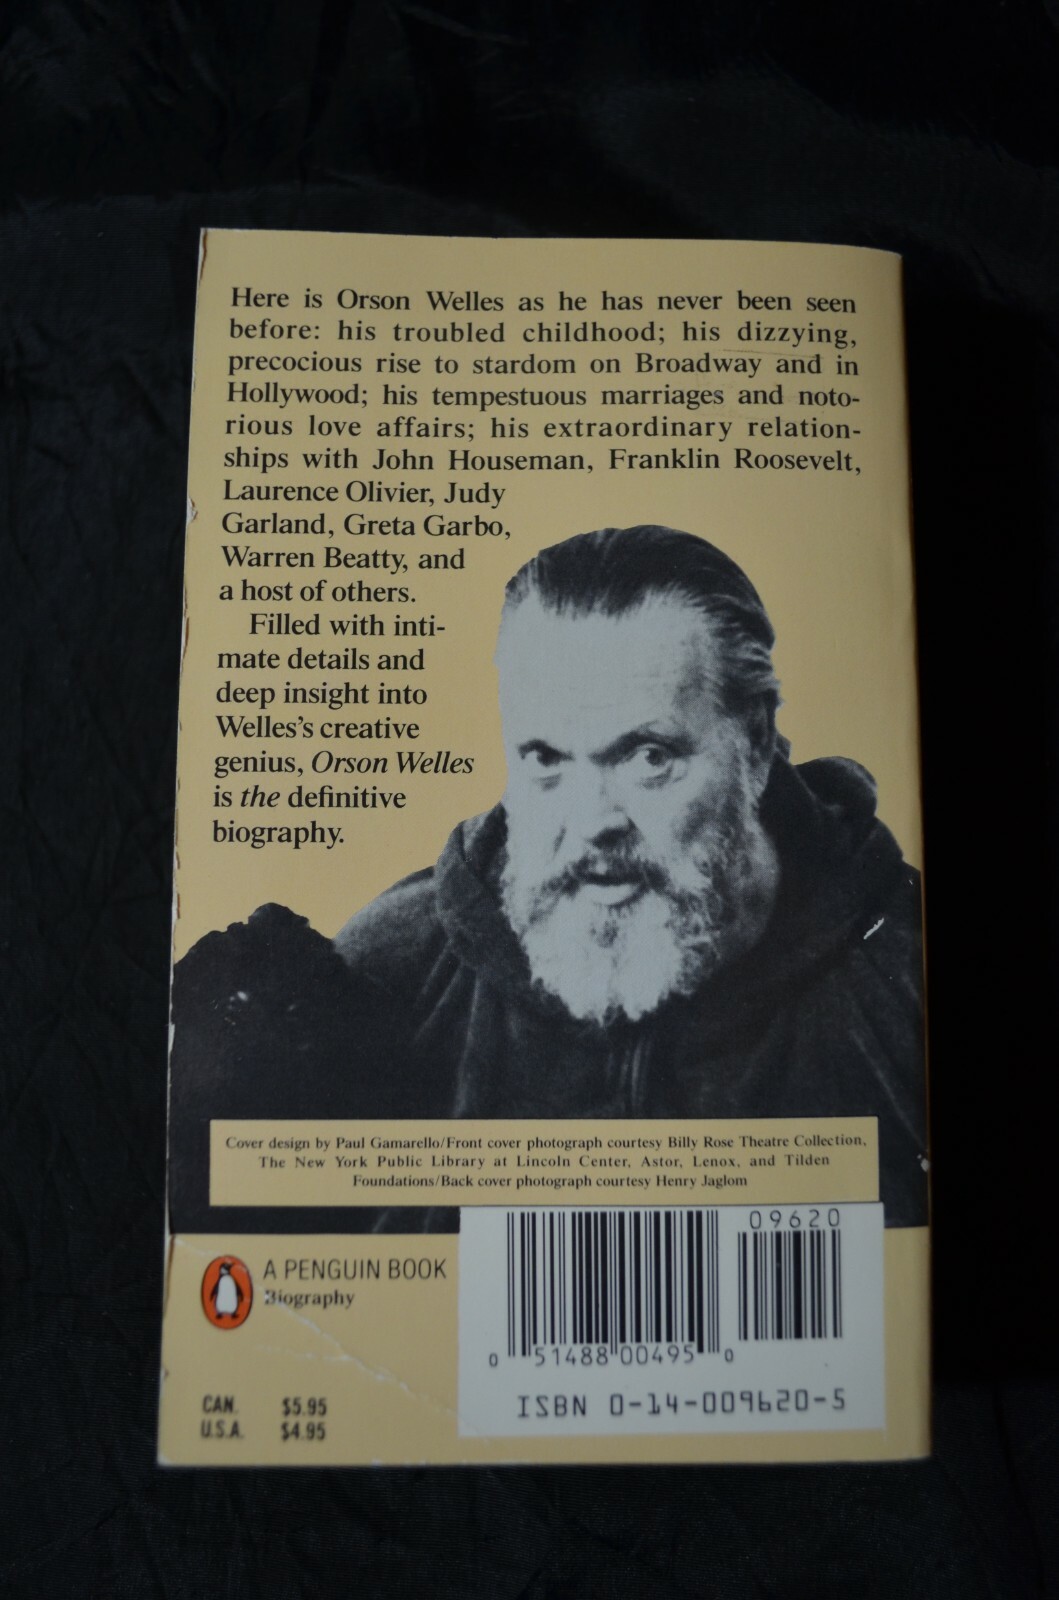 Here is Orson Welles as he has never been seen
before: his troubled childhood; his dizzying,
precocious rise to stardom on Broadway and in
Hollywood; his tempestuous marriages and noto-
rious love affairs; his extraordinary relation-
ships with John Houseman, Franklin Roosevelt,
Laurence Olivier, Judy
Garland, Greta Garbo,
Warren Beatty, and
a host of others.
Filled with inti-
mate details and
deep insight into
Welles's creative
genius, Orson Welles
is the definitive
biography.
Cover design by Paul Gamarello/Front cover photograph courtesy Billy Rose Theatre Collection,
The New York Public Library at Lincoln Center, Astor, Lenox, and Tilden
Foundations/Back cover photograph courtesy Henry Jaglom
A PENGUIN BOOK
Biography
CAN. $5.95
U.S.A. $4.95
09620
0 51488 00495 0
ISBN 0-14-009620-5